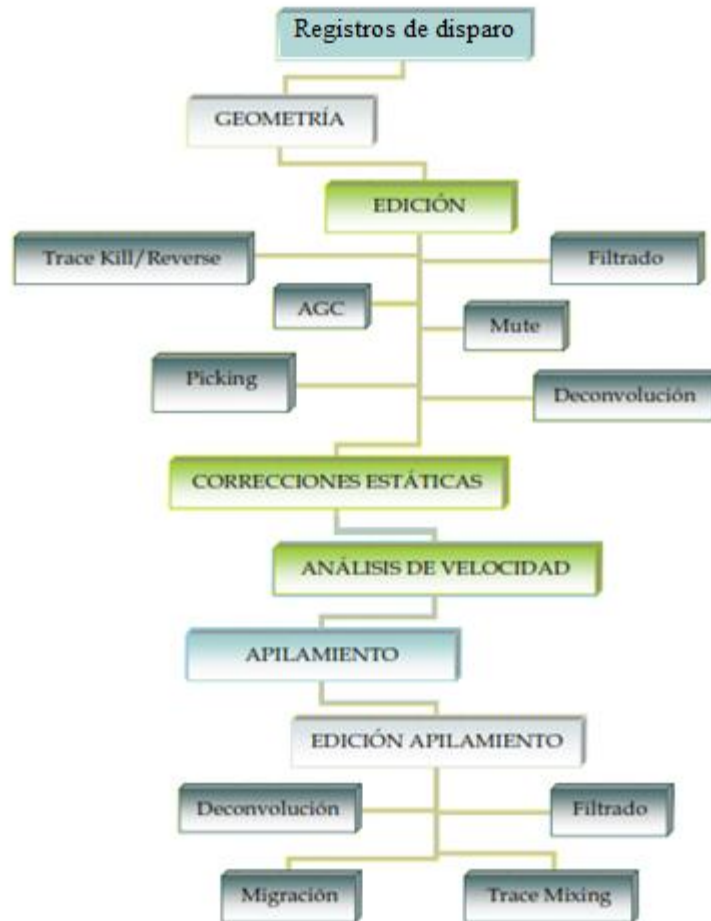 Registros de disparo
GEOMETRÍA
EDICIÓN
Trace Kill/Reverse
Filtrado
AGC
Mute
Picking
Deconvolución
CORRECCIONES ESTÁTICAS
ANÁLISIS DE VELOCIDAD
APILAMIENTO
EDICIÓN APILAMIENTO
Deconvolución
Filtrado
Migración
Trace Mixing